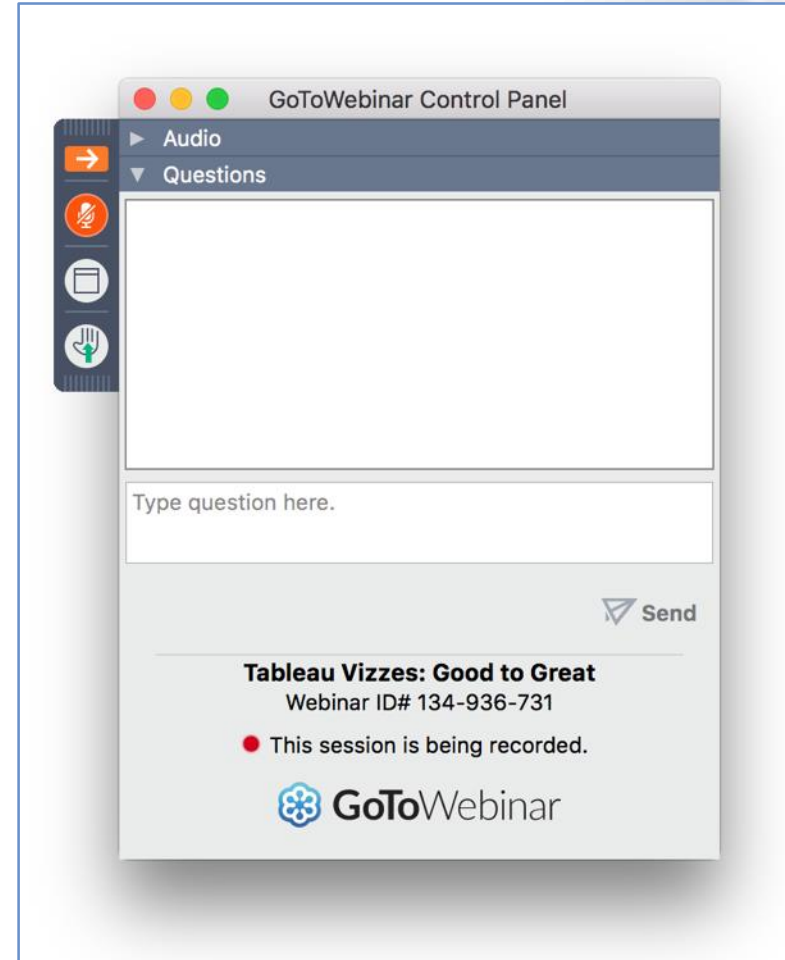 GoToWebinar Control Panel
Audio
Questions
Type question here.
Send
Tableau Vizzes: Good to Great
Webinar ID# 134-936-731
This session is being recorded.
GoToWebinar